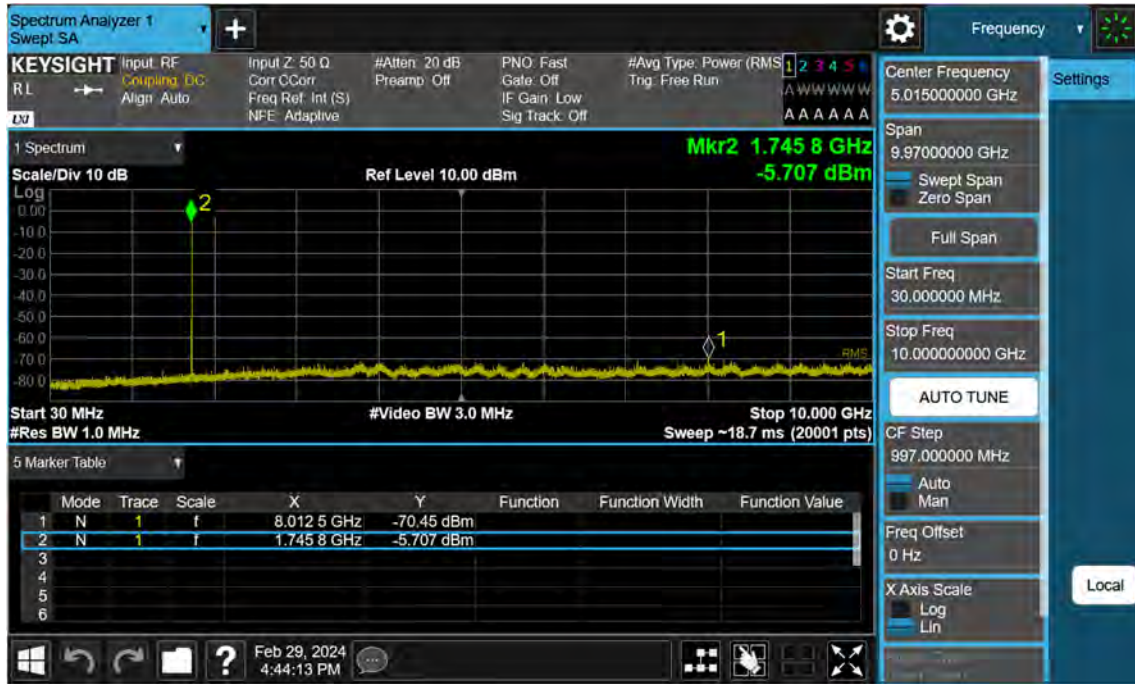 Spectrum Analyzer 1
Swept SA
+
Frequency
KEYSIGHT
RL
LXI
Input: RF
Coupling: DC
Align: Auto
Input Z: 50 Ω
Corr CCorr
Freq Ref: Int (S)
NFE: Adaptive
#Atten: 20 dB
Preamp: Off
PNO: Fast
Gate: Off
IF Gain: Low
Sig Track: Off
#Avg Type: Power (RMS
Trig: Free Run
1 2 3 4 5 6
A W W W W W
A A A A A A
1 Spectrum
Scale/Div 10 dB
Ref Level 10.00 dBm
Mkr2 1.745 8 GHz
-5.707 dBm
Log
0.00
-10.0
-20.0
-30.0
-40.0
-50.0
-60.0
-70.0
-80.0
2
1
RMS
Start 30 MHz
#Video BW 3.0 MHz
Stop 10.000 GHz
#Res BW 1.0 MHz
Sweep ~18.7 ms (20001 pts)
5 Marker Table
Mode Trace Scale X Y Function Function Width Function Value
1 N 1 f 8.012 5 GHz -70.45 dBm
2 N 1 f 1.745 8 GHz -5.707 dBm
3
4
5
6
Feb 29, 2024
4:44:13 PM
?
Center Frequency
5.015000000 GHz
Span
9.97000000 GHz
Swept Span
Zero Span
Full Span
Start Freq
30.000000 MHz
Stop Freq
10.000000000 GHz
AUTO TUNE
CF Step
997.000000 MHz
Auto
Man
Freq Offset
0 Hz
X Axis Scale
Log
Lin
Settings
Local